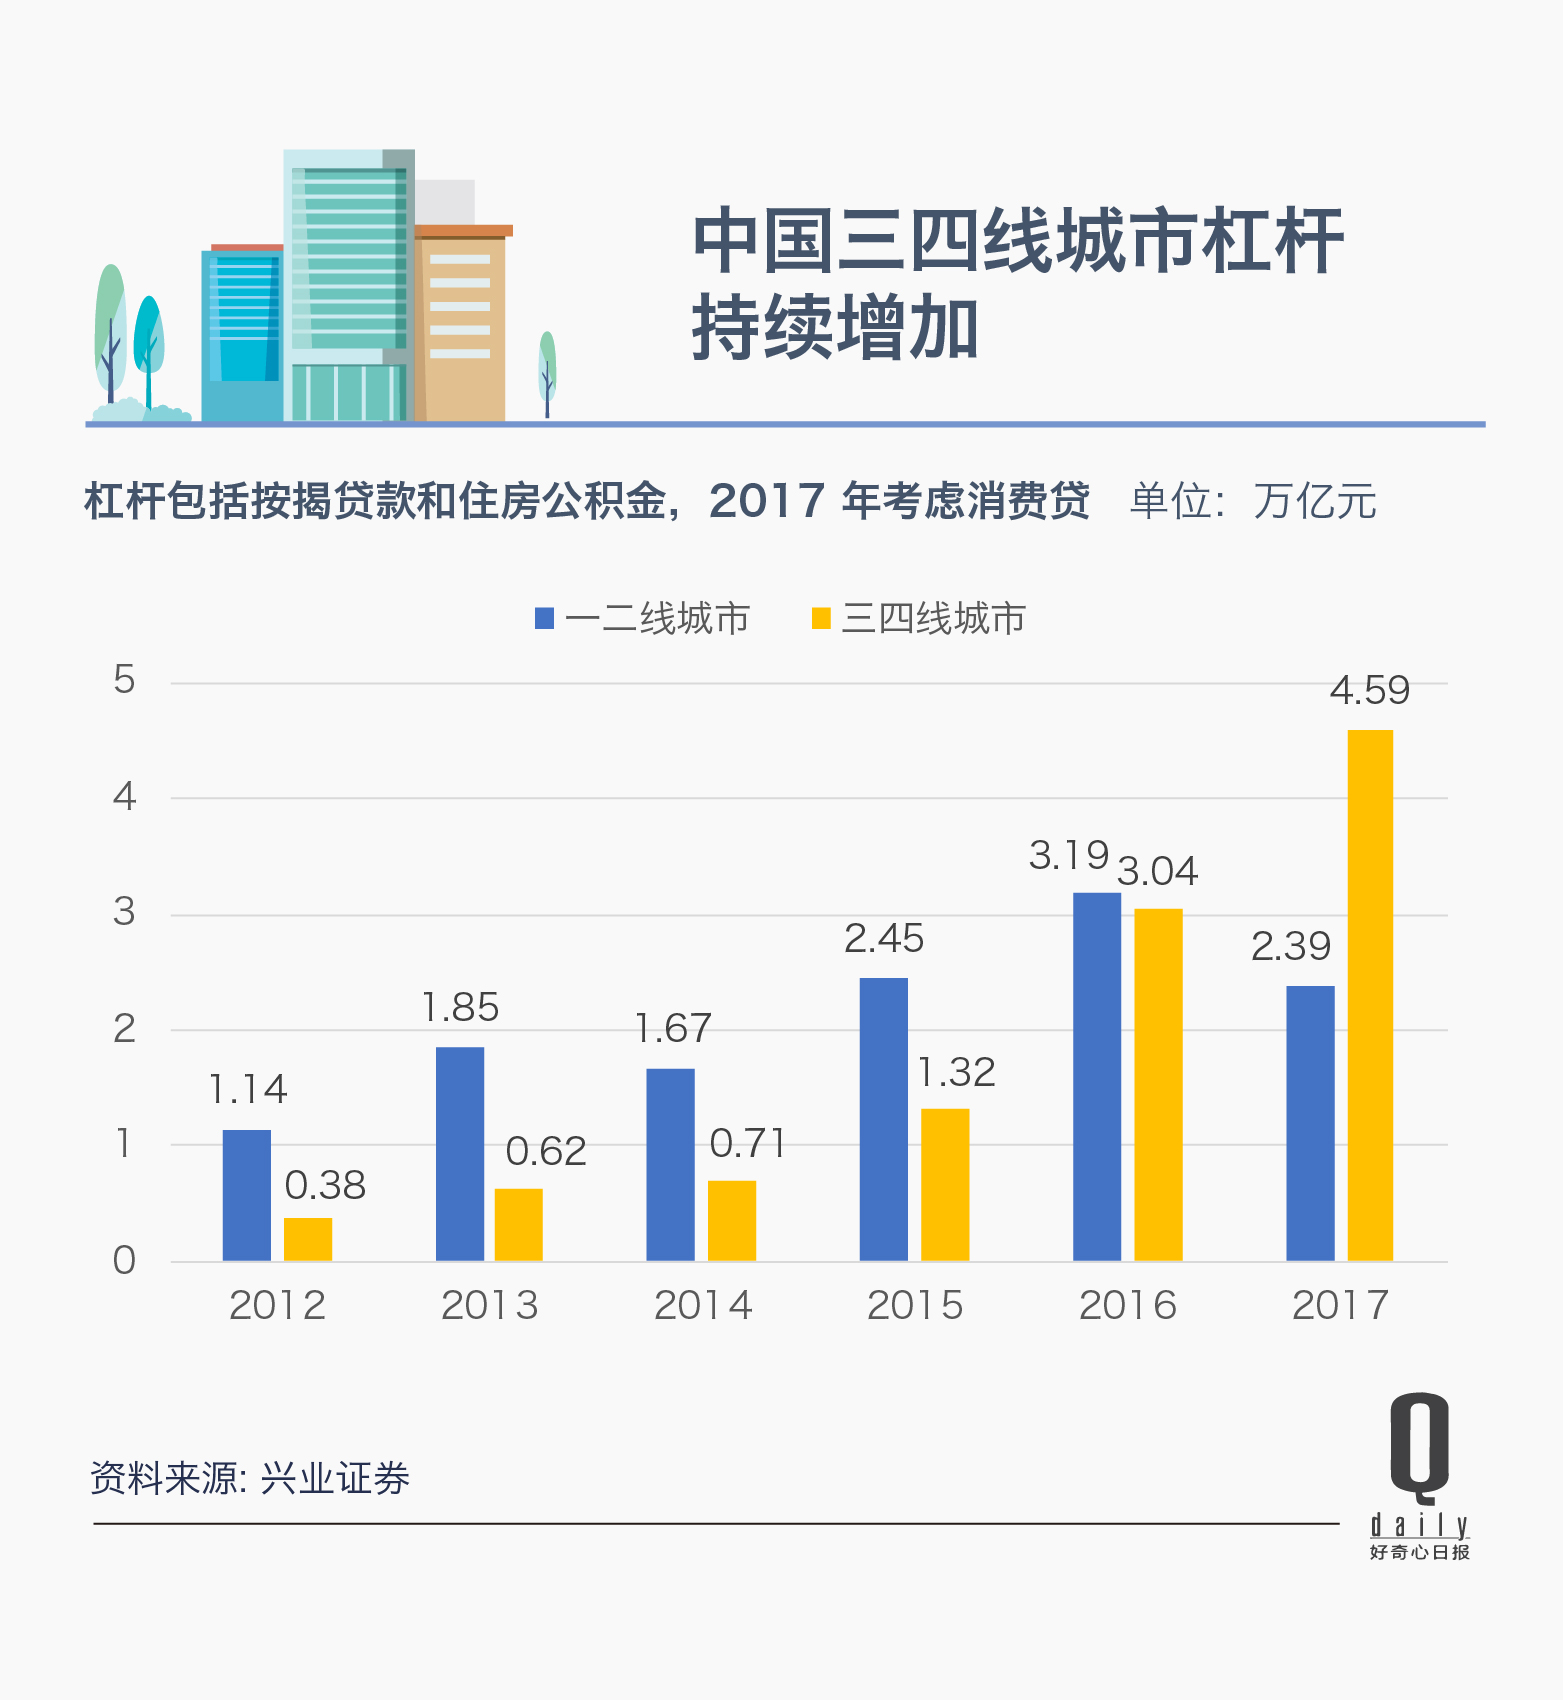 中国三四线城市杠杆
持续增加
杠杆包括按揭贷款和住房公积金，2017 年考虑消费贷 单位：万亿元
一二线城市 三四线城市
5
4
3
2
1
0
1.14
0.38
1.85
0.62
1.67
0.71
2.45
1.32
3.19
3.04
2.39
4.59
2012 2013 2014 2015 2016 2017
资料来源: 兴业证券
Q
daily
好奇心日报